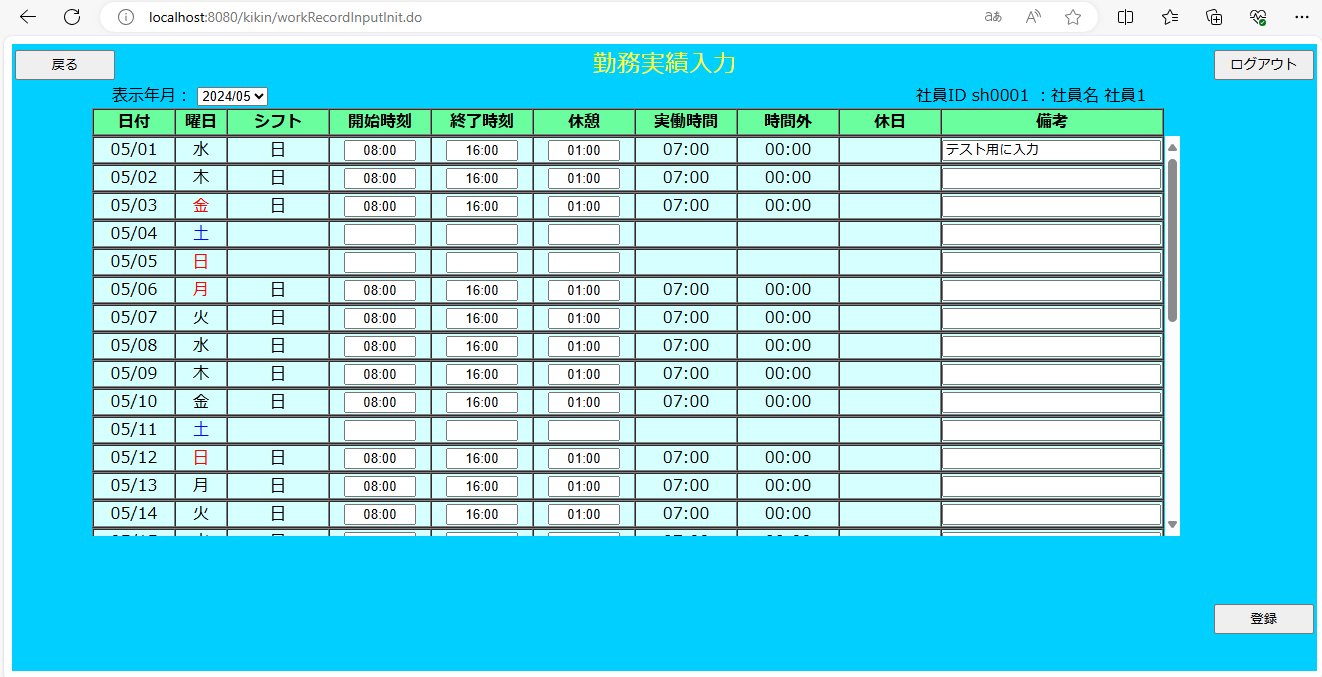 localhost:8080/kikin/workRecordInputInit.do
戻る 勤務実績入力 ログアウト
表示年月： 2024/05 社員ID sh0001 ：社員名 社員1
日付 曜日 シフト 開始時刻 終了時刻 休憩 実働時間 時間外 休日 備考
05/01 水 日 08:00 16:00 01:00 07:00 00:00 テスト用に入力
05/02 木 日 08:00 16:00 01:00 07:00 00:00
05/03 金 日 08:00 16:00 01:00 07:00 00:00
05/04 土
05/05 日
05/06 月 日 08:00 16:00 01:00 07:00 00:00
05/07 火 日 08:00 16:00 01:00 07:00 00:00
05/08 水 日 08:00 16:00 01:00 07:00 00:00
05/09 木 日 08:00 16:00 01:00 07:00 00:00
05/10 金 日 08:00 16:00 01:00 07:00 00:00
05/11 土
05/12 日 日 08:00 16:00 01:00 07:00 00:00
05/13 月 日 08:00 16:00 01:00 07:00 00:00
05/14 火 日 08:00 16:00 01:00 07:00 00:00
登録